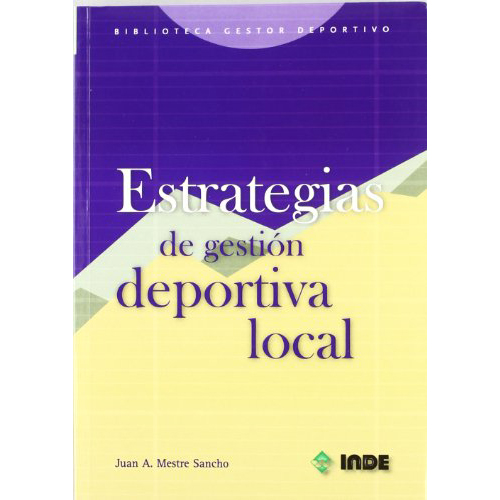 BIBLIOTECA GESTOR DEPORTIVO
Estrategias
de gestión
deportiva
local
Juan A. Mestre Sancho
INDE